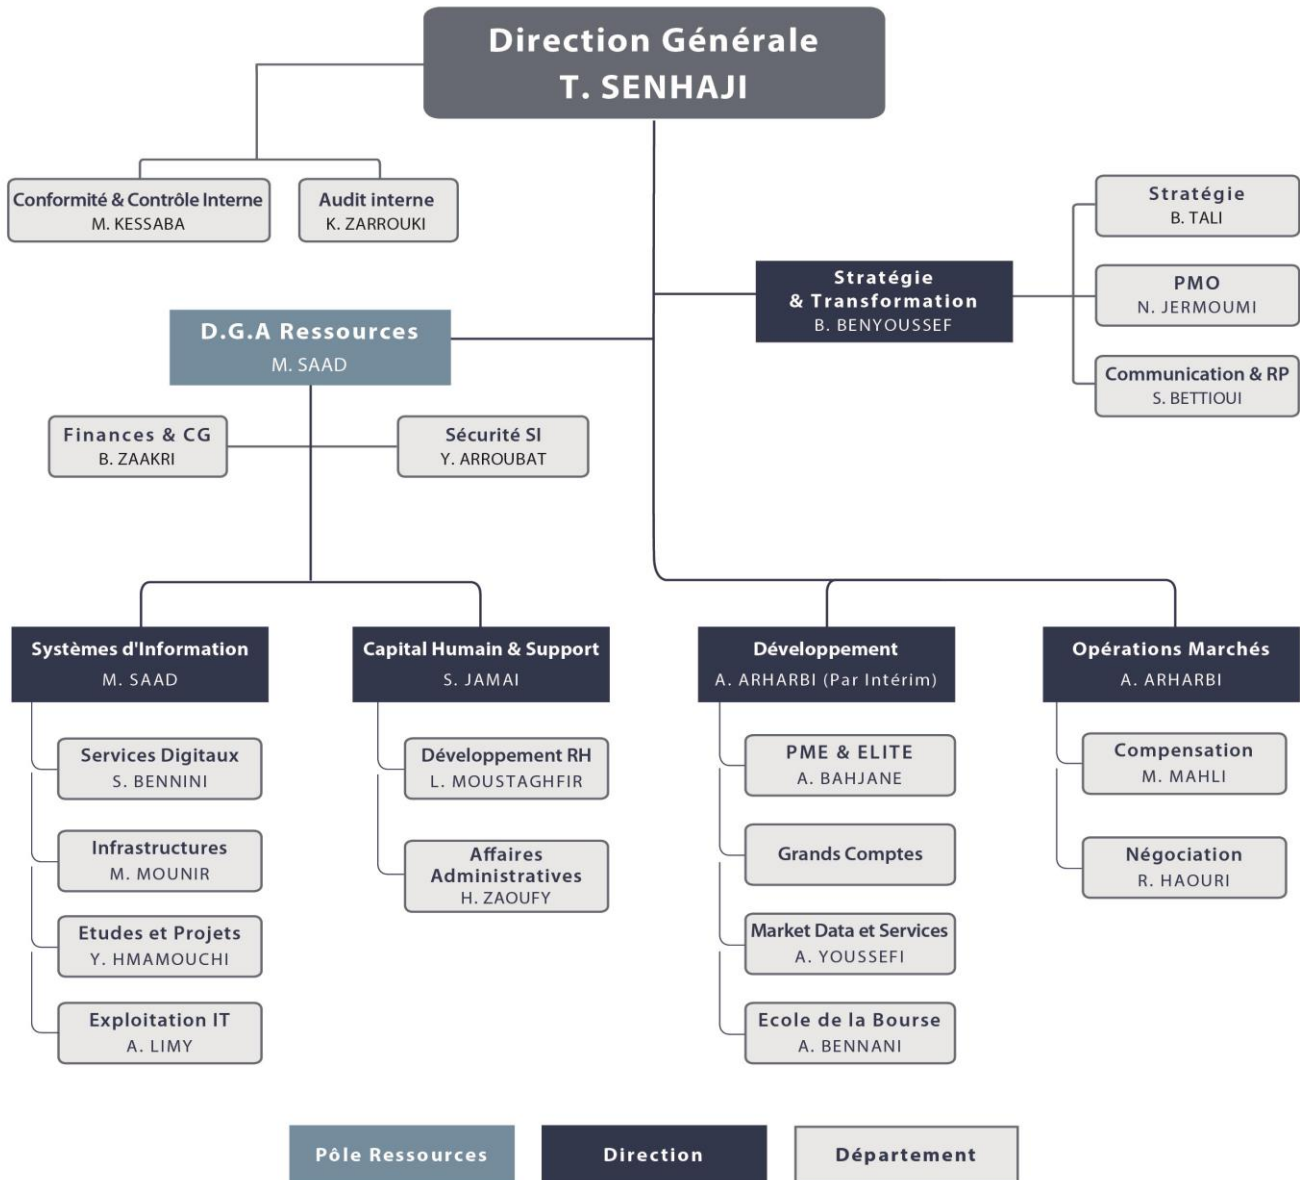 Direction Générale
T. SENHAJI
Conformité & Contrôle Interne
M. KESSABA
Audit interne
K. ZARROUKI
Stratégie
& Transformation
B. BENYOUSSEF
Stratégie
B. TALI
PMO
N. JERMOUMI
Communication & RP
S. BETTIOUI
D.G.A Ressources
M. SAAD
Finances & CG
B. ZAAKRI
Sécurité SI
Y. ARROUBAT
Systèmes d'Information
M. SAAD
Services Digitaux
S. BENNINI
Infrastructures
M. MOUNIR
Etudes et Projets
Y. HMAMOUCHI
Exploitation IT
A. LIMY
Capital Humain & Support
S. JAMAI
Développement RH
L. MOUSTAGHFIR
Affaires
Administratives
H. ZAOUFY
Développement
A. ARHARBI (Par Intérim)
PME & ELITE
A. BAHJANE
Grands Comptes
Market Data et Services
A. YOUSSEFI
Ecole de la Bourse
A. BENNANI
Opérations Marchés
A. ARHARBI
Compensation
M. MAHLI
Négociation
R. HAOURI
Pôle Ressources
Direction
Département